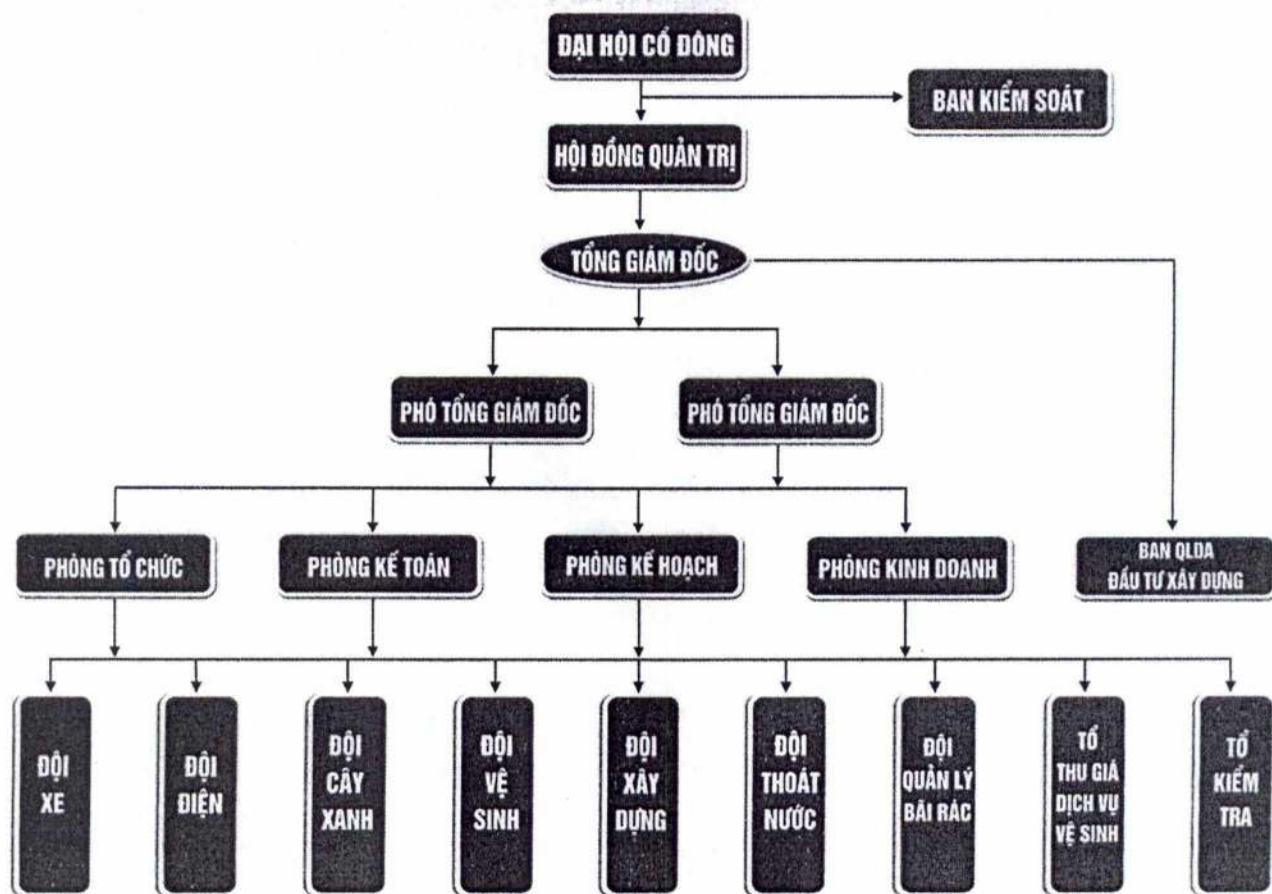 ĐẠI HỘI CỔ ĐÔNG
BAN KIỂM SOÁT
HỘI ĐỒNG QUẢN TRỊ
TỔNG GIÁM ĐỐC
PHÓ TỔNG GIÁM ĐỐC
PHÓ TỔNG GIÁM ĐỐC
PHÒNG TỔ CHỨC
PHÒNG KẾ TOÁN
PHÒNG KẾ HOẠCH
PHÒNG KINH DOANH
BAN QLDA
ĐẦU TƯ XÂY DỰNG
ĐỘI
XE
ĐỘI
ĐIỆN
ĐỘI
CÂY
XANH
ĐỘI
VỆ
SINH
ĐỘI
XÂY
DỰNG
ĐỘI
THOÁT
NƯỚC
ĐỘI
QUẢN LÝ
BÃI RÁC
TỔ
THU GIÁ
DỊCH VỤ
VỆ SINH
TỔ
KIỂM
TRA